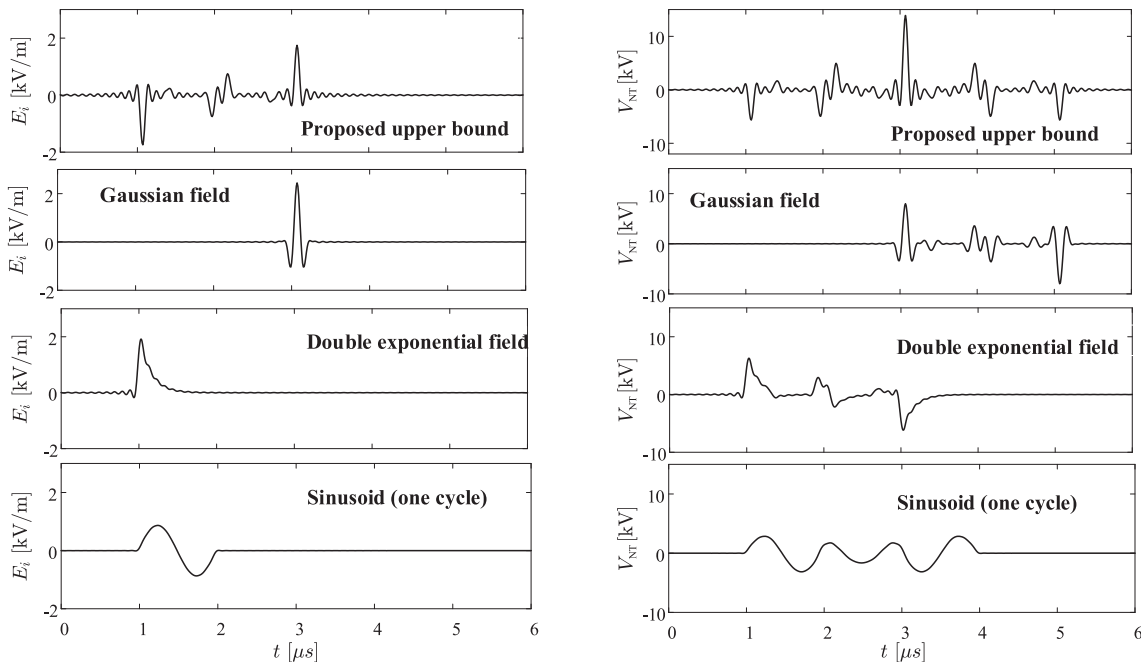 2
0
-2
E_i [kV/m]
Proposed upper bound
2
0
-2
E_i [kV/m]
Gaussian field
2
0
-2
E_i [kV/m]
Double exponential field
2
0
-2
E_i [kV/m]
Sinusoid (one cycle)
0 1 2 3 4 5 6
t [μs]
10
0
-10
V_NT [kV]
Proposed upper bound
10
0
-10
V_NT [kV]
Gaussian field
10
0
-10
V_NT [kV]
Double exponential field
10
0
-10
V_NT [kV]
Sinusoid (one cycle)
0 1 2 3 4 5 6
t [μs]